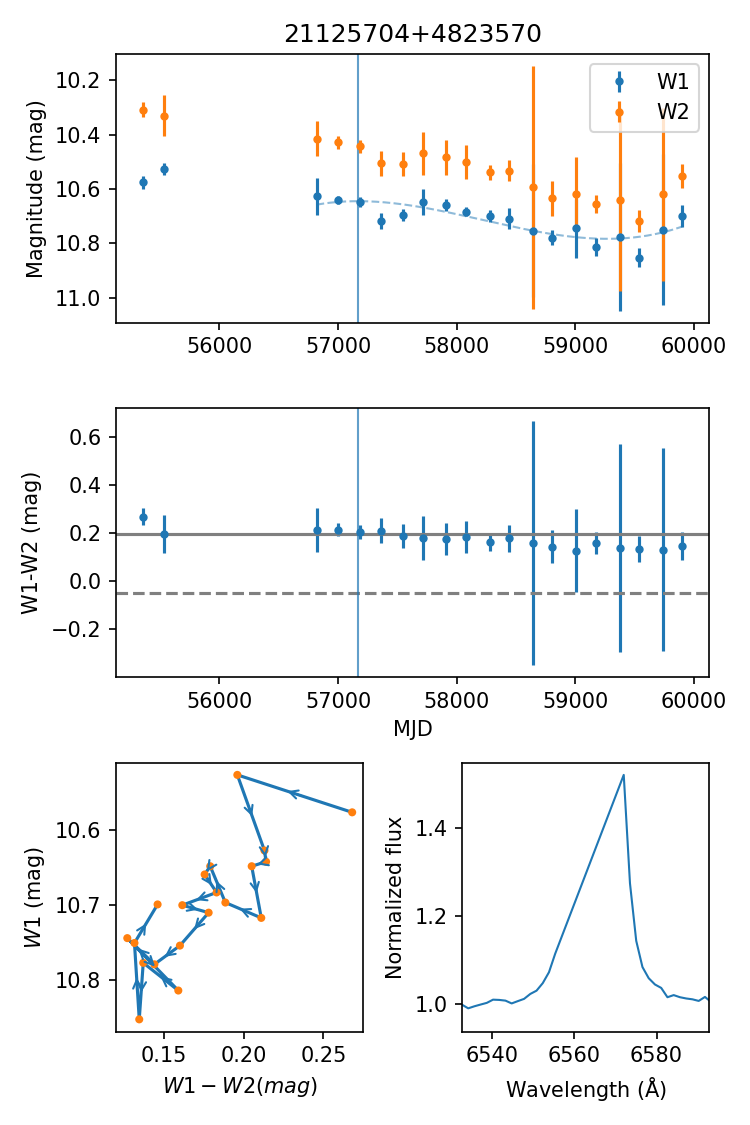 21125704+4823570
Magnitude (mag)
10.2
10.4
10.6
10.8
11.0
W1
W2
56000 57000 58000 59000 60000
W1-W2 (mag)
0.6
0.4
0.2
0.0
−0.2
56000 57000 58000 59000 60000
MJD
W1 (mag)
10.6
10.7
10.8
0.15 0.20 0.25
W1 − W2(mag)
Normalized flux
1.4
1.2
1.0
6540 6560 6580
Wavelength (Å)